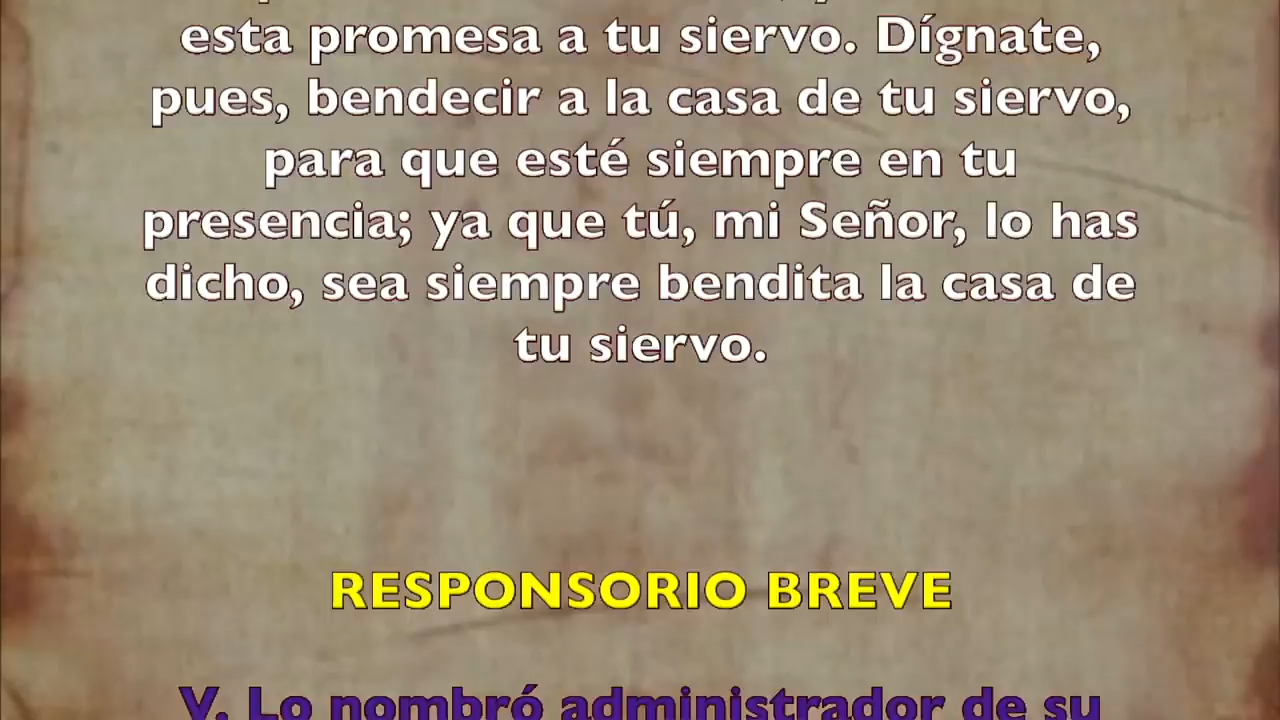 esta promesa a tu siervo. Dígnate,
pues, bendecir a la casa de tu siervo,
para que esté siempre en tu
presencia; ya que tú, mi Señor, lo has
dicho, sea siempre bendita la casa de
tu siervo.
RESPONSORIO BREVE
V. Lo nombró administrador de su